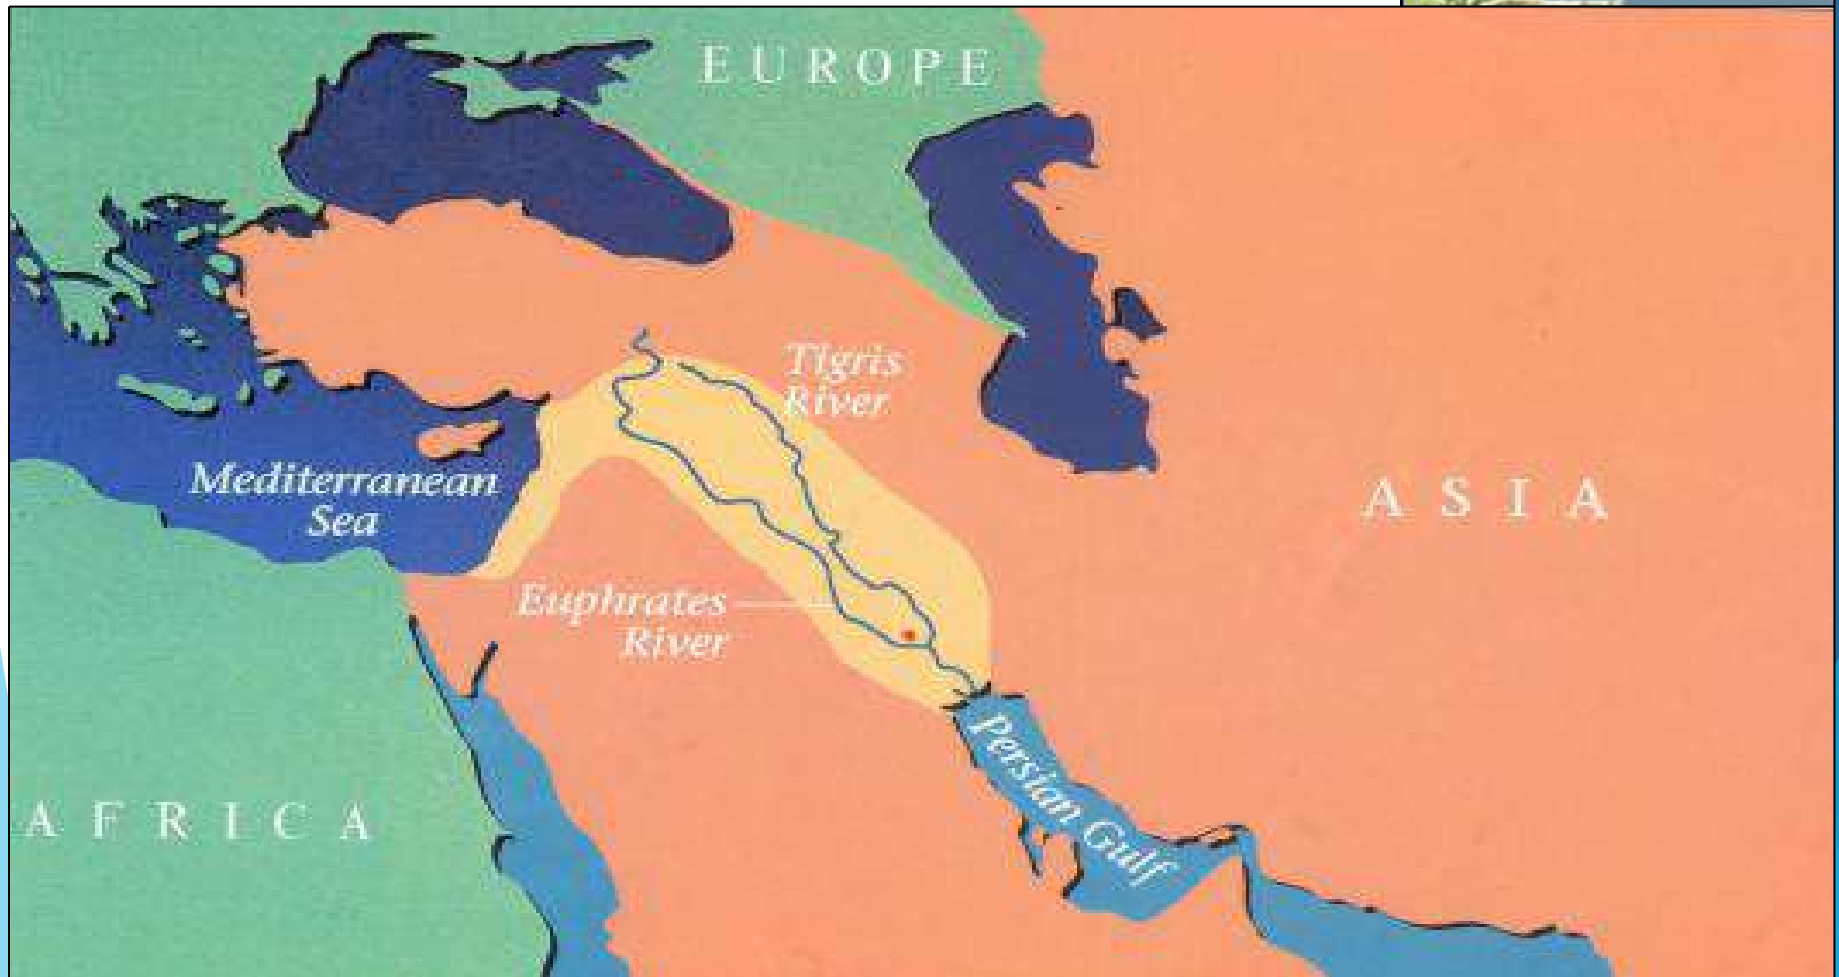 EUROPE
Tigris
River
Mediterranean
Sea
ASIA
Euphrates
River
Persian Gulf
AFRICA